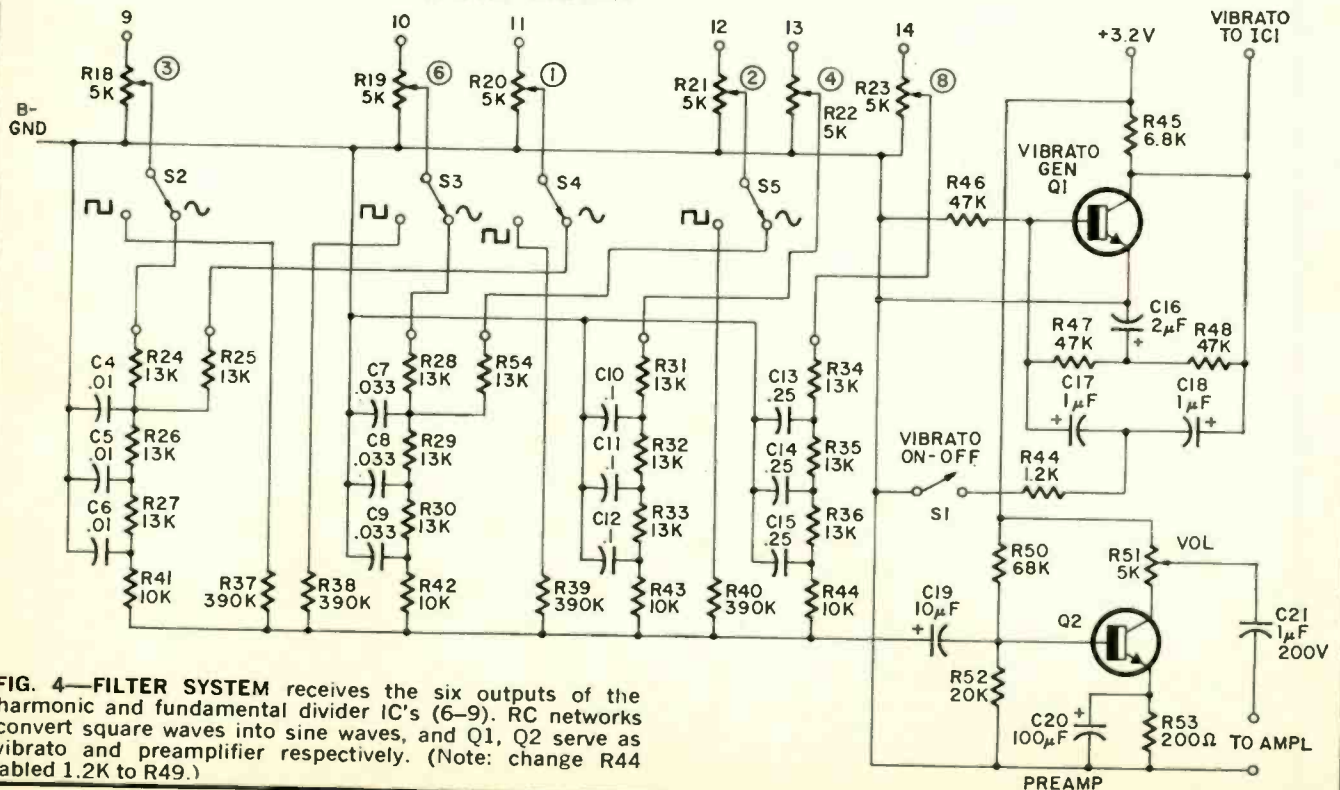 9
10
11
12
13
14
+3.2V
VIBRATO
TO IC1
R18
5K
③
R19
5K
⑥
R20
5K
①
R21
5K
②
④
R22
5K
R23
5K
⑧
B-
GND
R45
6.8K
VIBRATO
GEN
Q1
R46
47K
S2
S3
S4
S5
C16
2µF
+
R47
47K
R48
47K
C17
1µF
+
C18
1µF
+
C4
.01
R24
13K
R25
13K
C7
.033
R28
13K
R54
13K
C10
.1
R31
13K
C13
.25
R34
13K
C5
.01
R26
13K
C8
.033
R29
13K
C11
.1
R32
13K
C14
.25
R35
13K
VIBRATO
ON-OFF
S1
R44
1.2K
C6
.01
R27
13K
C9
.033
R30
13K
C12
.1
R33
13K
C15
.25
R36
13K
R41
10K
R37
390K
R38
390K
R42
10K
R39
390K
R43
10K
R40
390K
R44
10K
R50
68K
R51
5K
VOL
C19
10µF
+
Q2
C21
1µF
200V
R52
20K
C20
100µF
+
R53
200Ω
TO AMPL
PREAMP
FIG. 4—FILTER SYSTEM receives the six outputs of the
harmonic and fundamental divider IC's (6–9). RC networks
convert square waves into sine waves, and Q1, Q2 serve as
vibrato and preamplifier respectively. (Note: change R44
abled 1.2K to R49.)